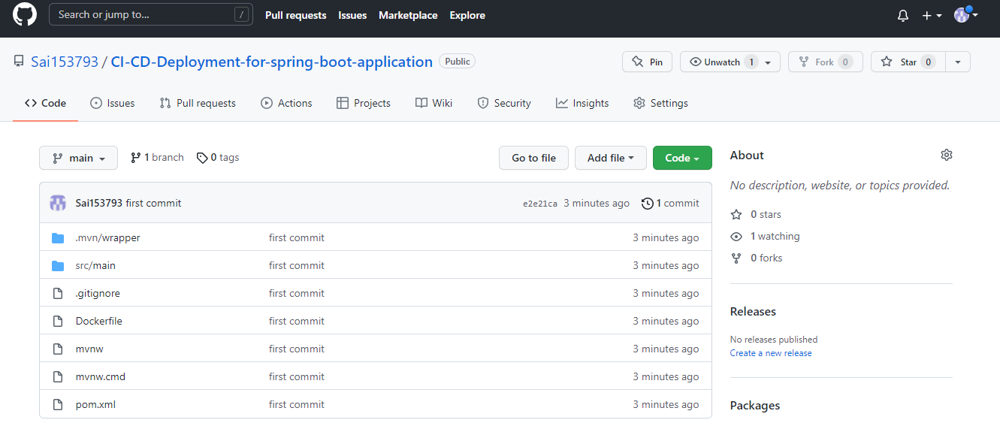 Search or jump to... / Pull requests Issues Marketplace Explore
Sai153793 / CI-CD-Deployment-for-spring-boot-application Public Pin Unwatch 1 Fork 0 Star 0
Code Issues Pull requests Actions Projects Wiki Security Insights Settings
main 1 branch 0 tags Go to file Add file Code
Sai153793 first commit e2e21ca 3 minutes ago 1 commit
.mvn/wrapper first commit 3 minutes ago
src/main first commit 3 minutes ago
.gitignore first commit 3 minutes ago
Dockerfile first commit 3 minutes ago
mvnw first commit 3 minutes ago
mvnw.cmd first commit 3 minutes ago
pom.xml first commit 3 minutes ago
About
No description, website, or topics provided.
0 stars
1 watching
0 forks
Releases
No releases published
Create a new release
Packages